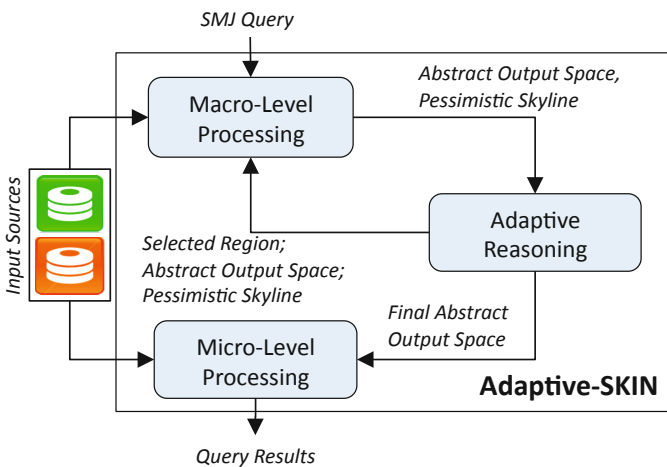 SMJ Query
Macro-Level
Processing
Abstract Output Space,
Pessimistic Skyline
Input Sources
Adaptive
Reasoning
Selected Region;
Abstract Output Space;
Pessimistic Skyline
Final Abstract
Output Space
Micro-Level
Processing
Adaptive-SKIN
Query Results